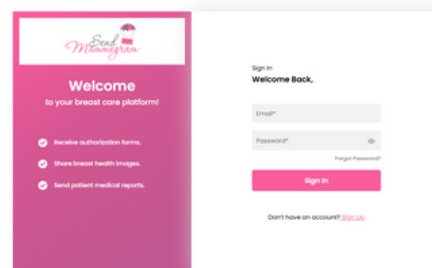 Send
Mammogram
Welcome
to your breast care platform!
Receive authorization forms.
Share breast health images.
Send patient medical reports.
Sign In
Welcome Back,
Email*
Password*
Forgot Password?
Sign In
Don't have an account? Sign Up